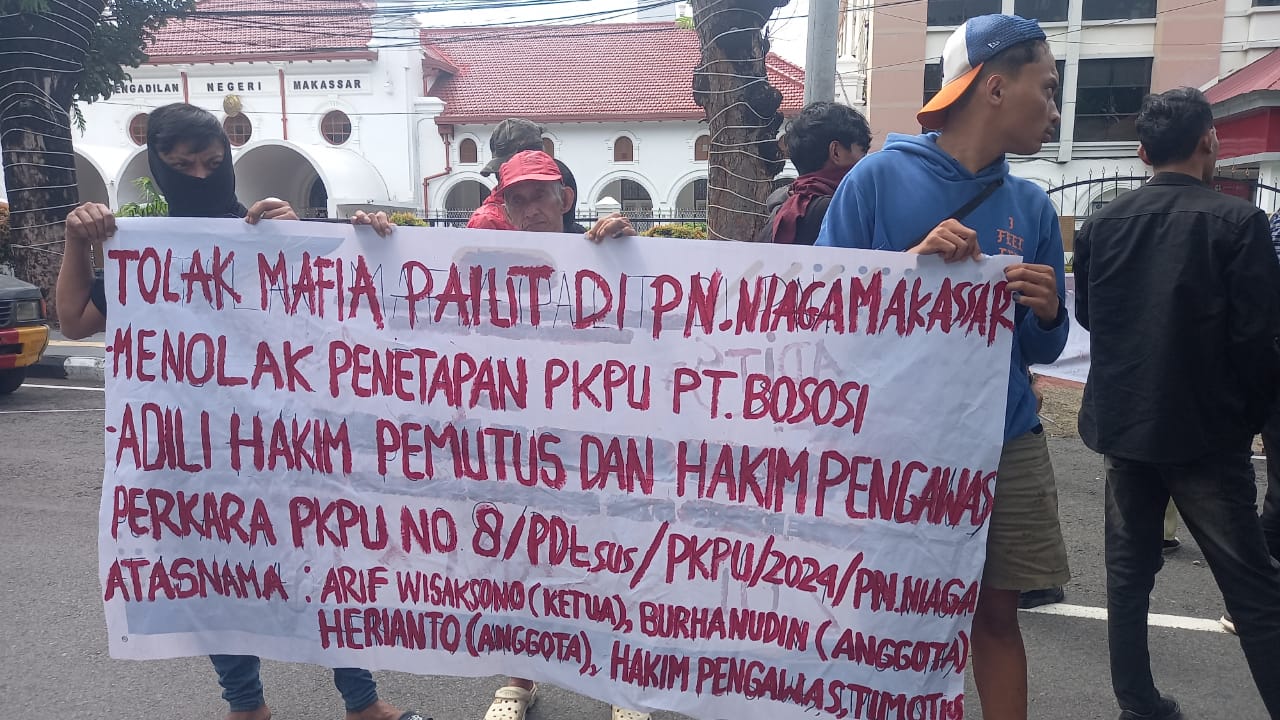 PENGADILAN NEGERI MAKASSAR
TOLAK MAFIA PAILIT DI PN.NIAGA MAKASSAR
-MENOLAK PENETAPAN PKPU PT.BOSOSI
-ADILI HAKIM PEMUTUS DAN HAKIM PENGAWAS
PERKARA PKPU NO. 8/PDt.sus/PKPU/2024/PN.NIAGA
ATASNAMA : ARIF WISAKSONO (KETUA), BURHANUDIN (ANGGOTA)
HERIANTO (ANGGOTA), HAKIM PENGAWAS, TIMOTIUS